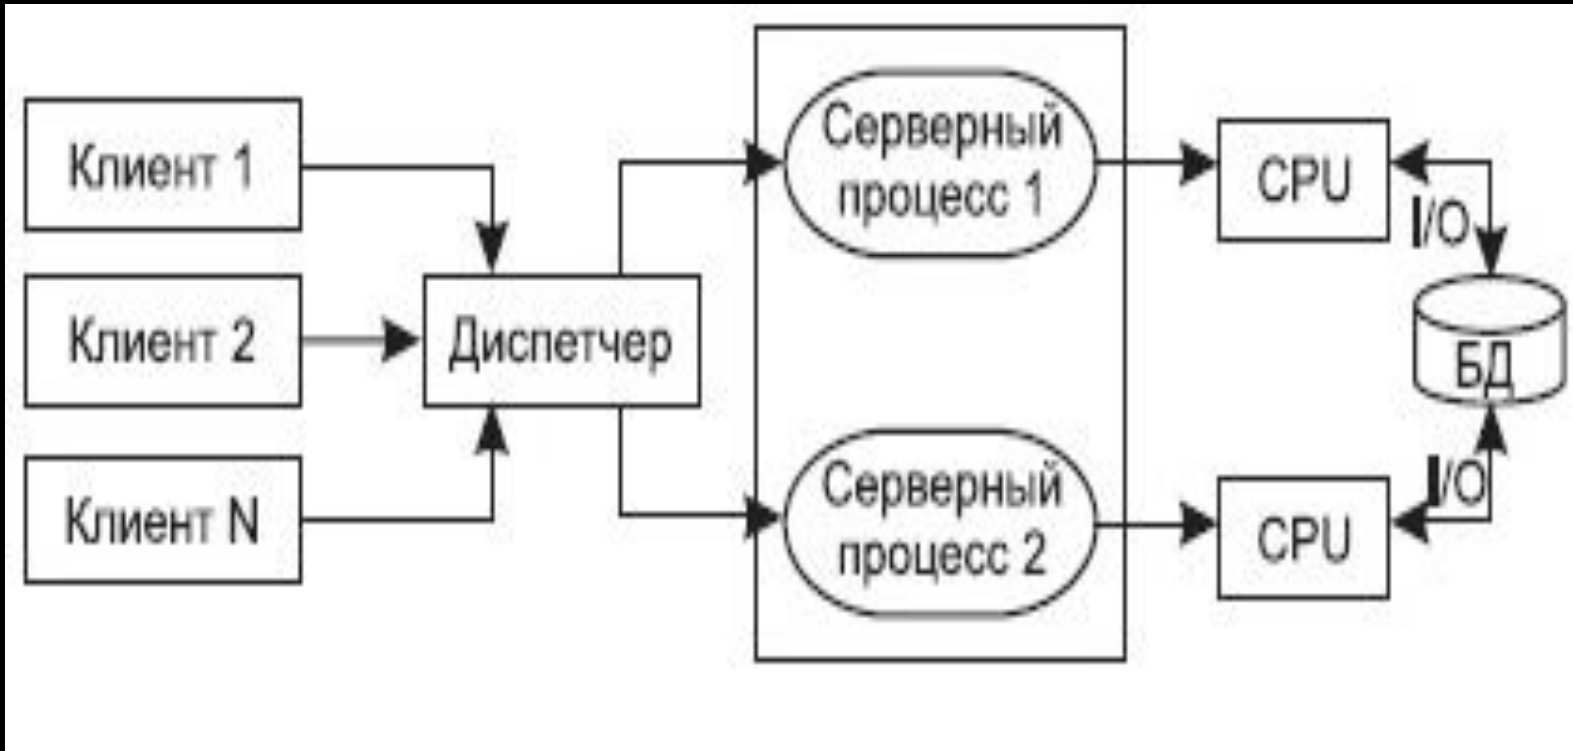 Клиент 1
Клиент 2
Клиент N
Диспетчер
Серверный
процесс 1
Серверный
процесс 2
CPU
I/O
БД
I/O
CPU